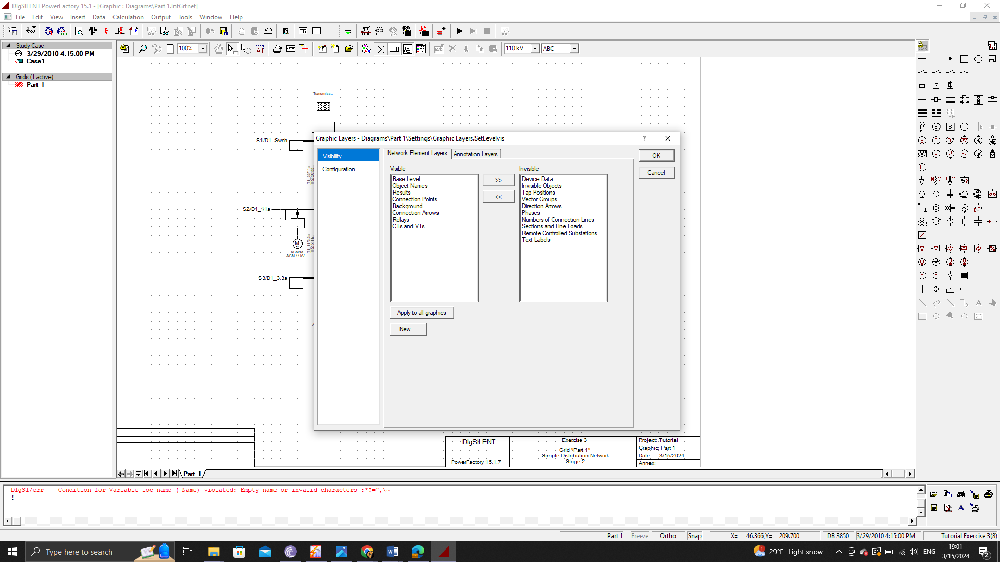 DIgSILENT PowerFactory 15.1 - [Graphic : Diagrams\Part 1.IntGrfnet]
File Edit View Insert Data Calculation Output Tools Window Help
Study Case
3/29/2010 4:15:00 PM
Case1
Grids (1 active)
Part 1
100%
110 kV
ABC
Transmiss..
S1/D1_Swab
S2/D1_11a
ASM1a
ASM 11kV ..
S3/D1_3.3a
Graphic Layers - Diagrams\Part 1\Settings\Graphic Layers.SetLevelvis
?
Visibility
Configuration
Network Element Layers
Annotation Layers
OK
Cancel
Visible
Base Level
Object Names
Results
Connection Points
Background
Connection Arrows
Relays
CTs and VTs
>>
<<
Invisible
Device Data
Invisible Objects
Tap Positions
Vector Groups
Direction Arrows
Phases
Numbers of Connection Lines
Sections and Line Loads
Remote Controlled Substations
Text Labels
Apply to all graphics
New ...
DIgSILENT
PowerFactory 15.1.7
Exercise 3
Grid "Part 1"
Simple Distribution Network
Stage 2
Project: Tutorial
Graphic: Part 1
Date: 3/15/2024
Annex:
Part 1
DIgSI/err - Condition for Variable loc_name ( Name) violated: Empty name or invalid characters :*?=",\~|
!
Part 1
Freeze
Ortho
Snap
X= 46.366,Y= 209.700
DB 3850
3/29/2010 4:15:00 PM
Tutorial Exercise 3(8)
Type here to search
29°F Light snow
ENG
19:01
3/15/2024
2